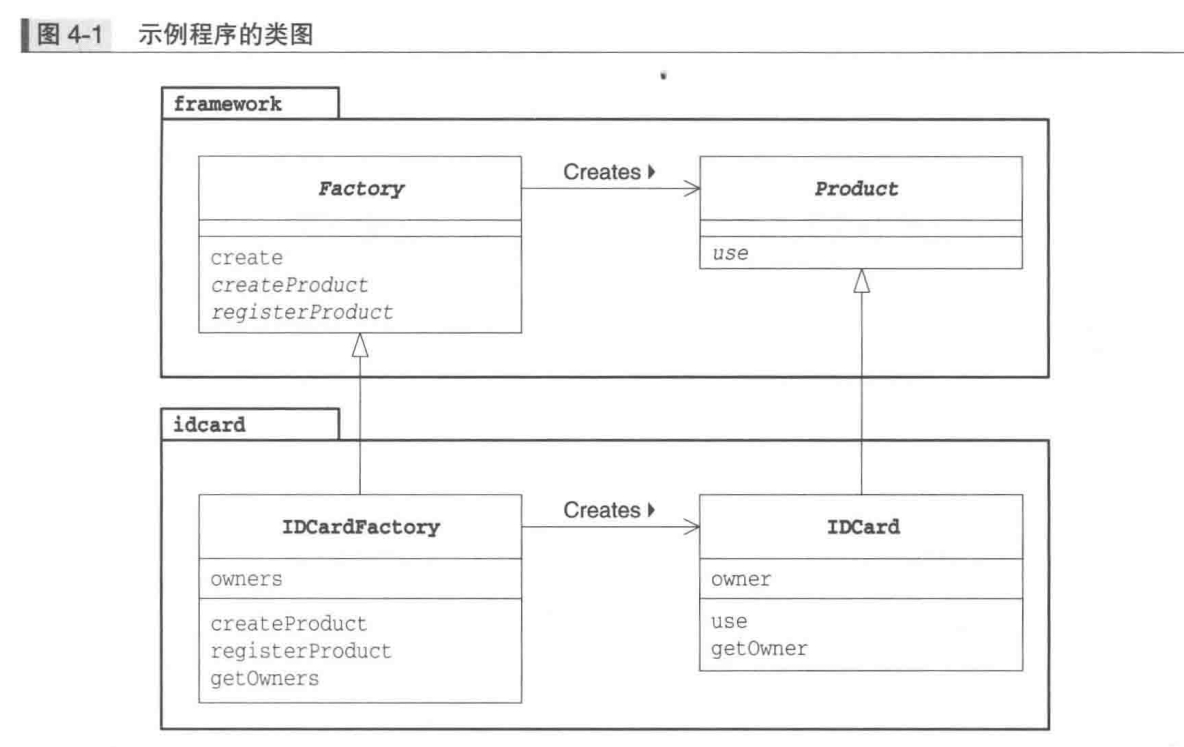 图 4-1 示例程序的类图
framework
Factory
create
createProduct
registerProduct
Creates
Product
use
idcard
IDCardFactory
owners
createProduct
registerProduct
getOwners
Creates
IDCard
owner
use
getOwner